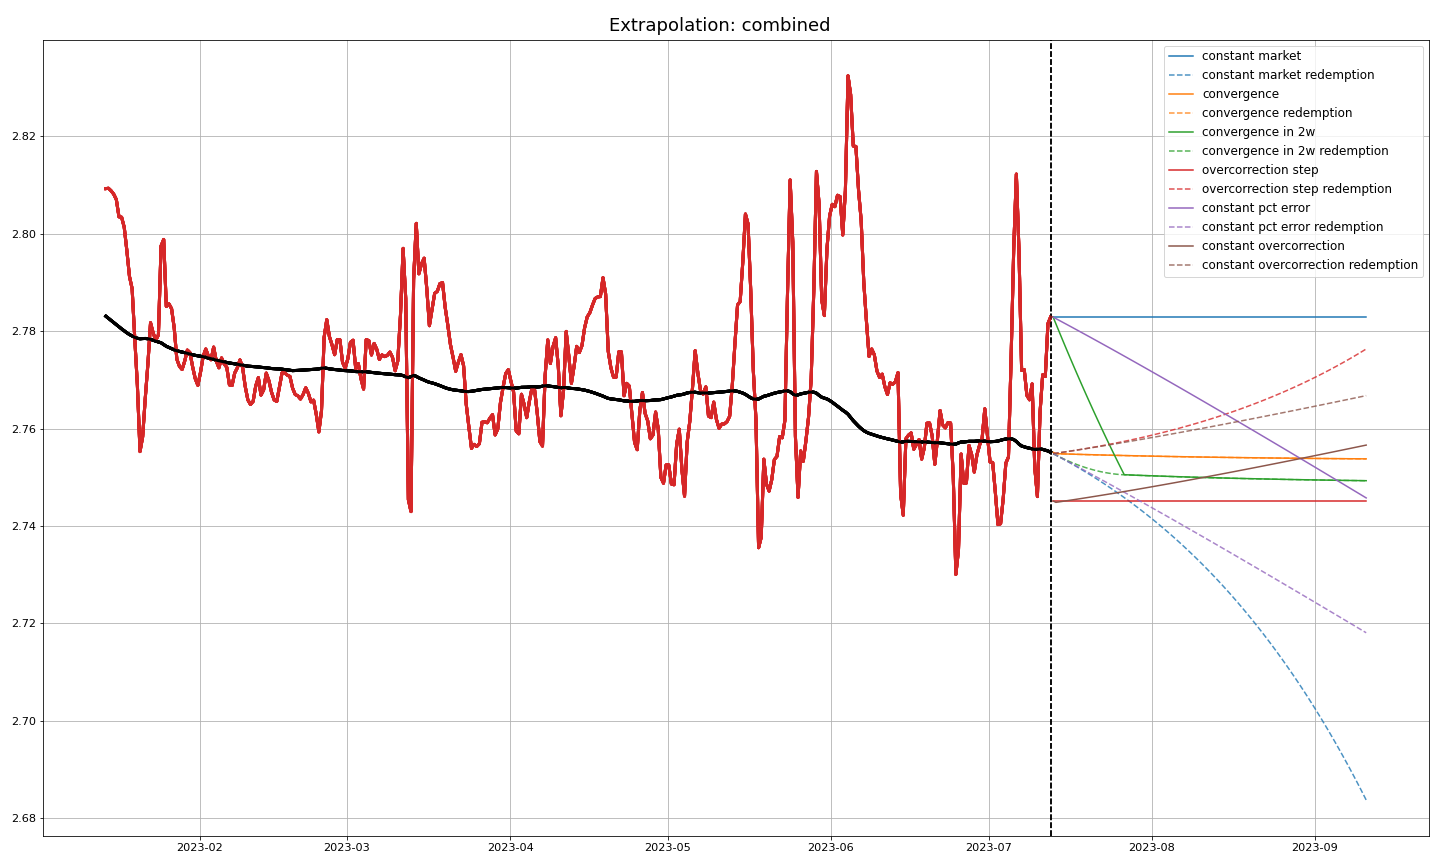 Extrapolation: combined
constant market
constant market redemption
convergence
convergence redemption
convergence in 2w
convergence in 2w redemption
overcorrection step
overcorrection step redemption
constant pct error
constant pct error redemption
constant overcorrection
constant overcorrection redemption
2.82
2.80
2.78
2.76
2.74
2.72
2.70
2.68
2023-02 2023-03 2023-04 2023-05 2023-06 2023-07 2023-08 2023-09